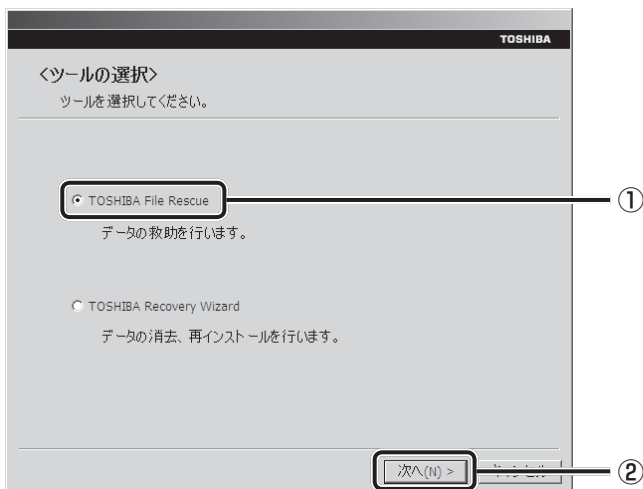 TOSHIBA
<ツールの選択>
ツールを選択してください。
TOSHIBA File Rescue
①
データの救助を行います。
TOSHIBA Recovery Wizard
データの消去、再インストールを行います。
次へ(N) >
②